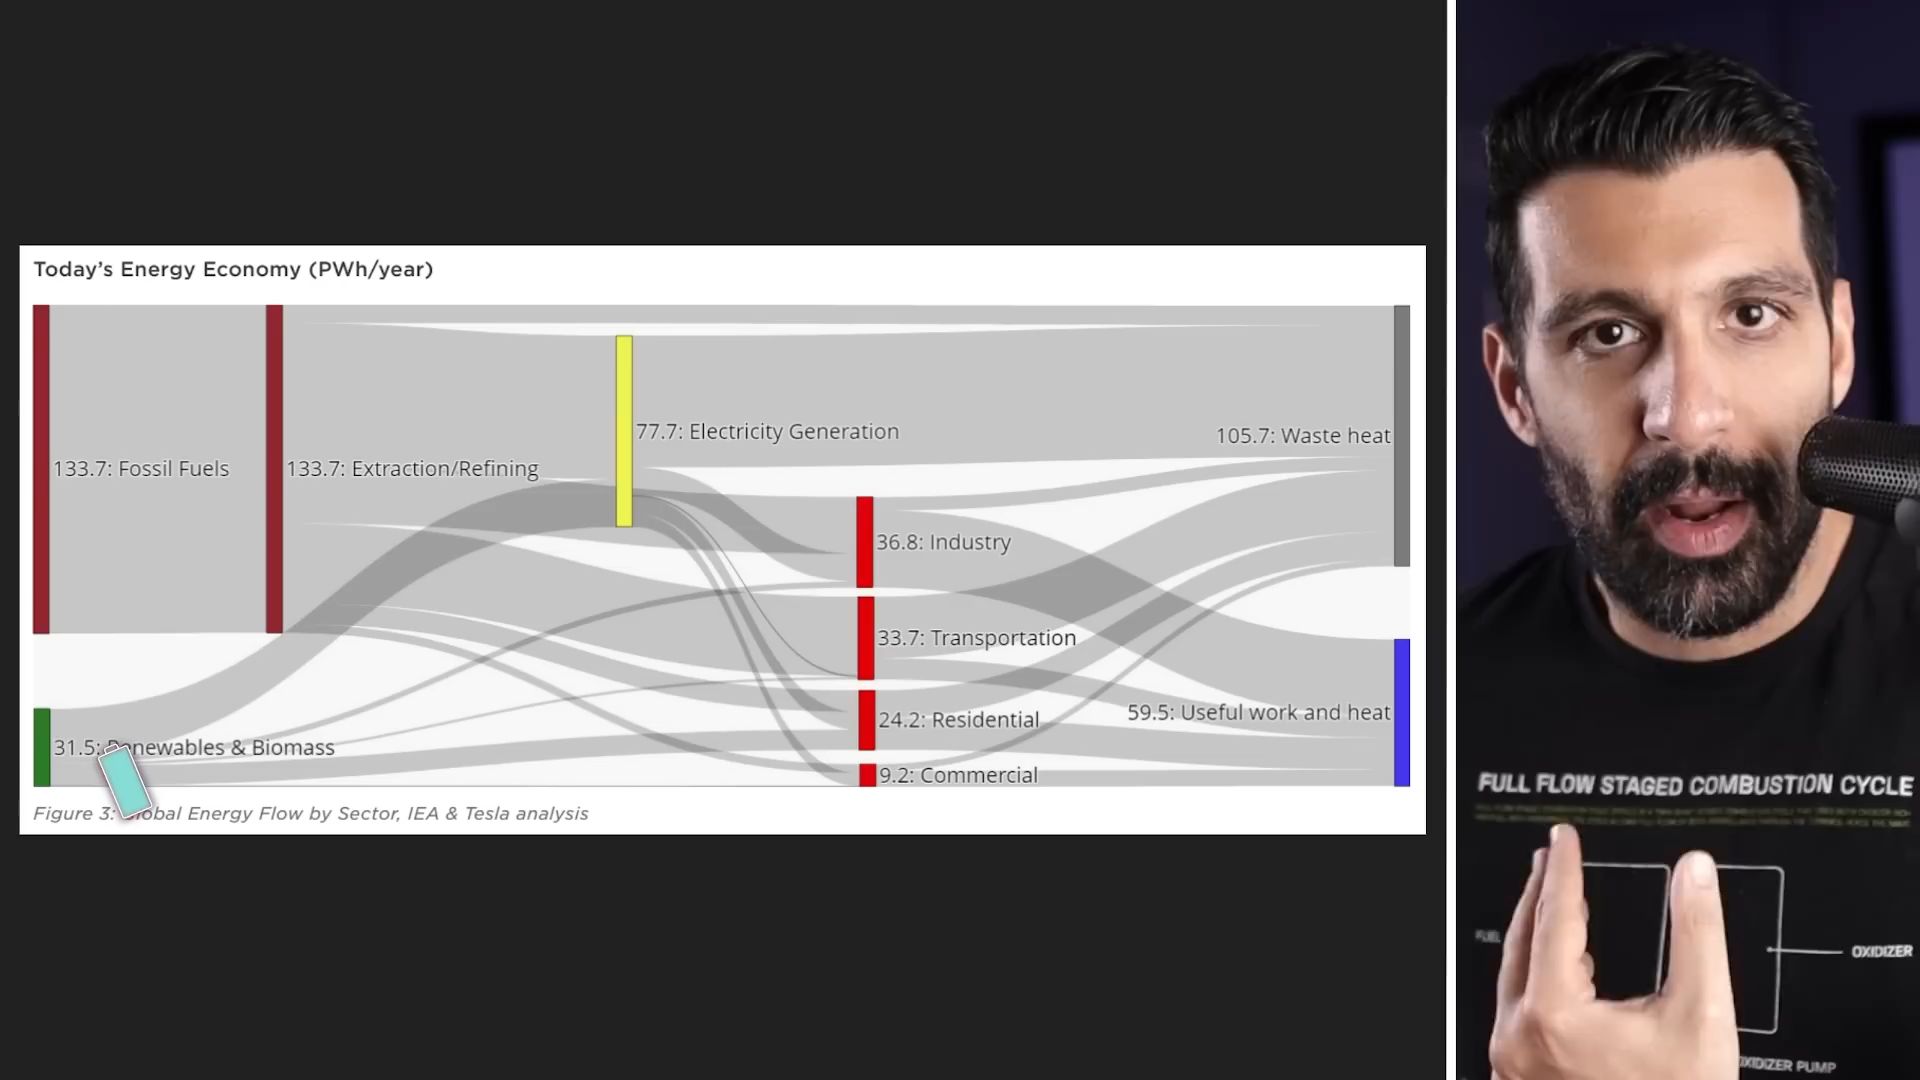 Today's Energy Economy (PWh/year)
133.7: Fossil Fuels
133.7: Extraction/Refining
77.7: Electricity Generation
105.7: Waste heat
36.8: Industry
33.7: Transportation
59.5: Useful work and heat
24.2: Residential
31.5: Renewables & Biomass
9.2: Commercial
Figure 3: Global Energy Flow by Sector, IEA & Tesla analysis
FULL FLOW STAGED COMBUSTION CYCLE
FUEL
OXIDIZER
OXIDIZER PUMP